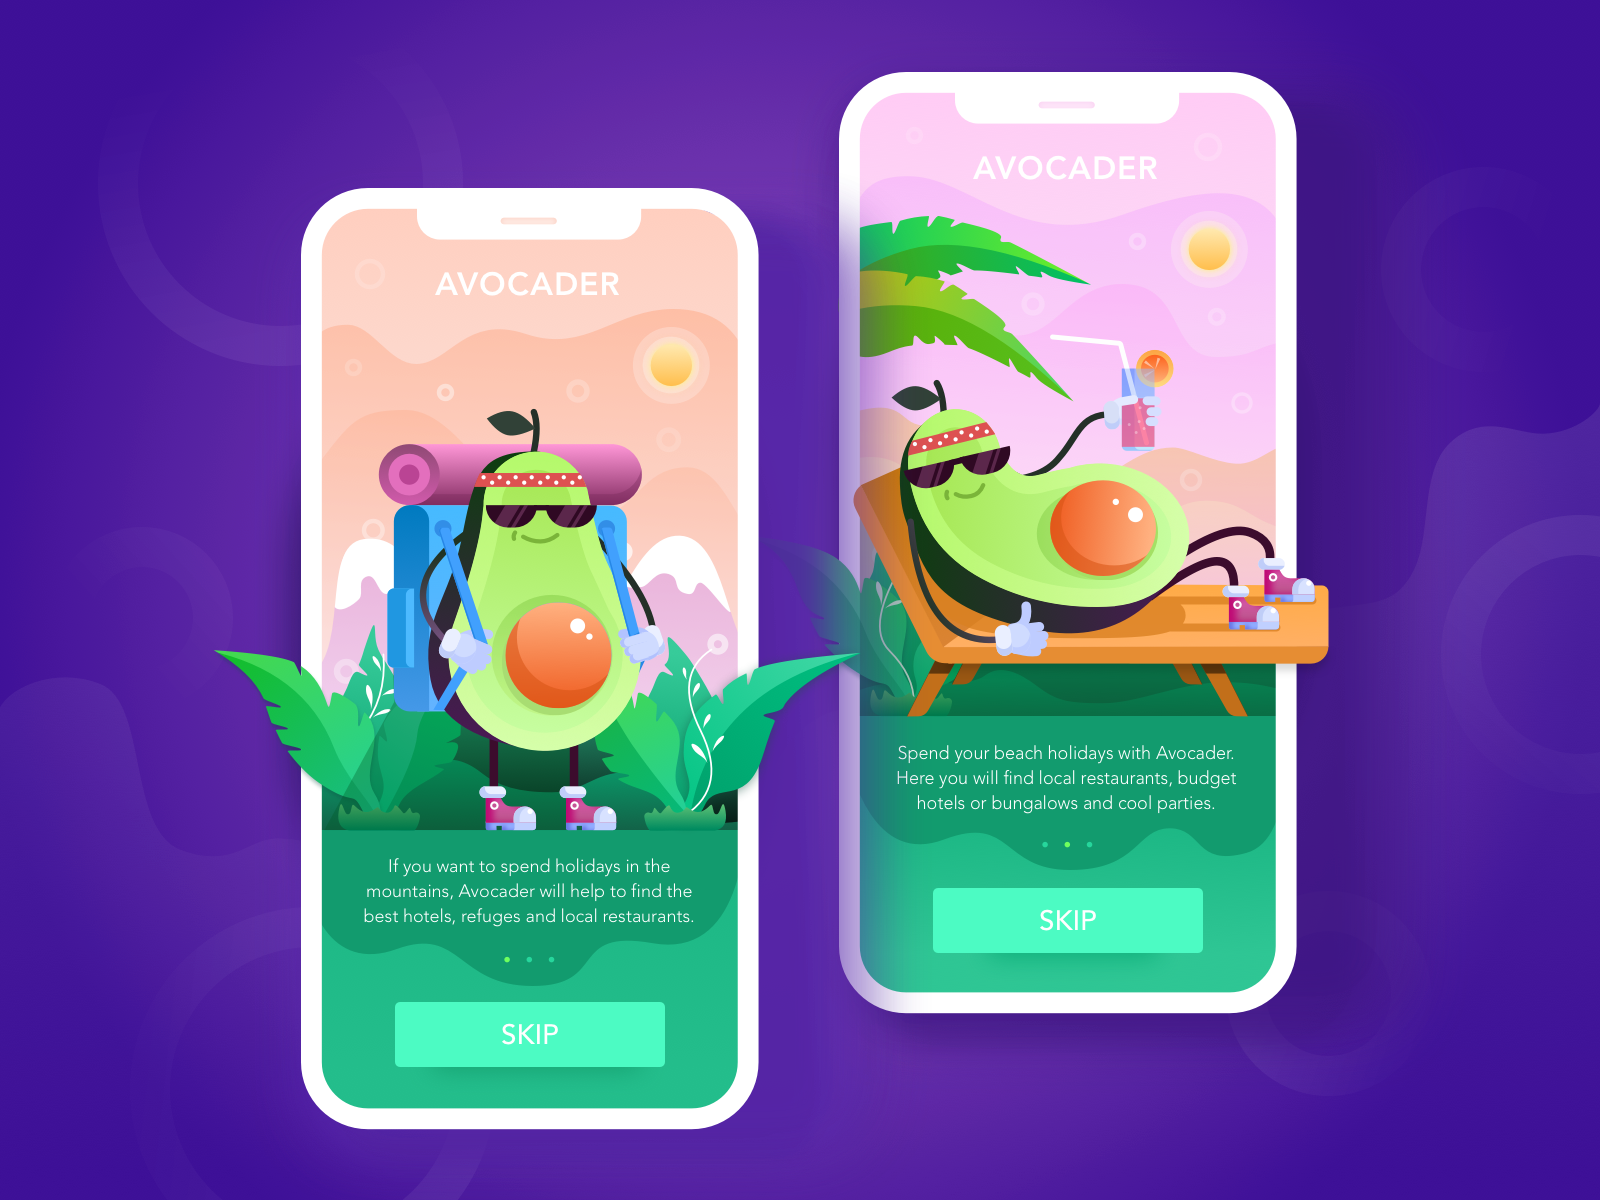 AVOCADER
If you want to spend holidays in the
mountains, Avocader will help to find the
best hotels, refuges and local restaurants.
SKIP
AVOCADER
Spend your beach holidays with Avocader.
Here you will find local restaurants, budget
hotels or bungalows and cool parties.
SKIP